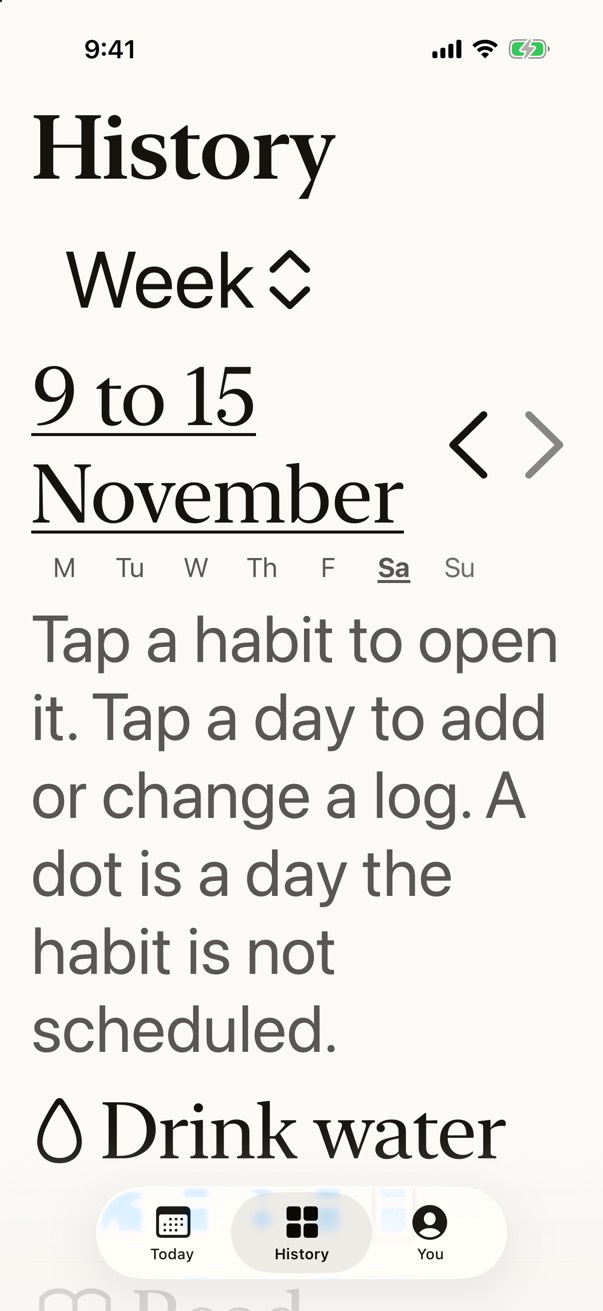 9:41
History
Week
9 to 15
November
M Tu W Th F Sa Su
Tap a habit to open
it. Tap a day to add
or change a log. A
dot is a day the
habit is not
scheduled.
Drink water
Today History You
Read